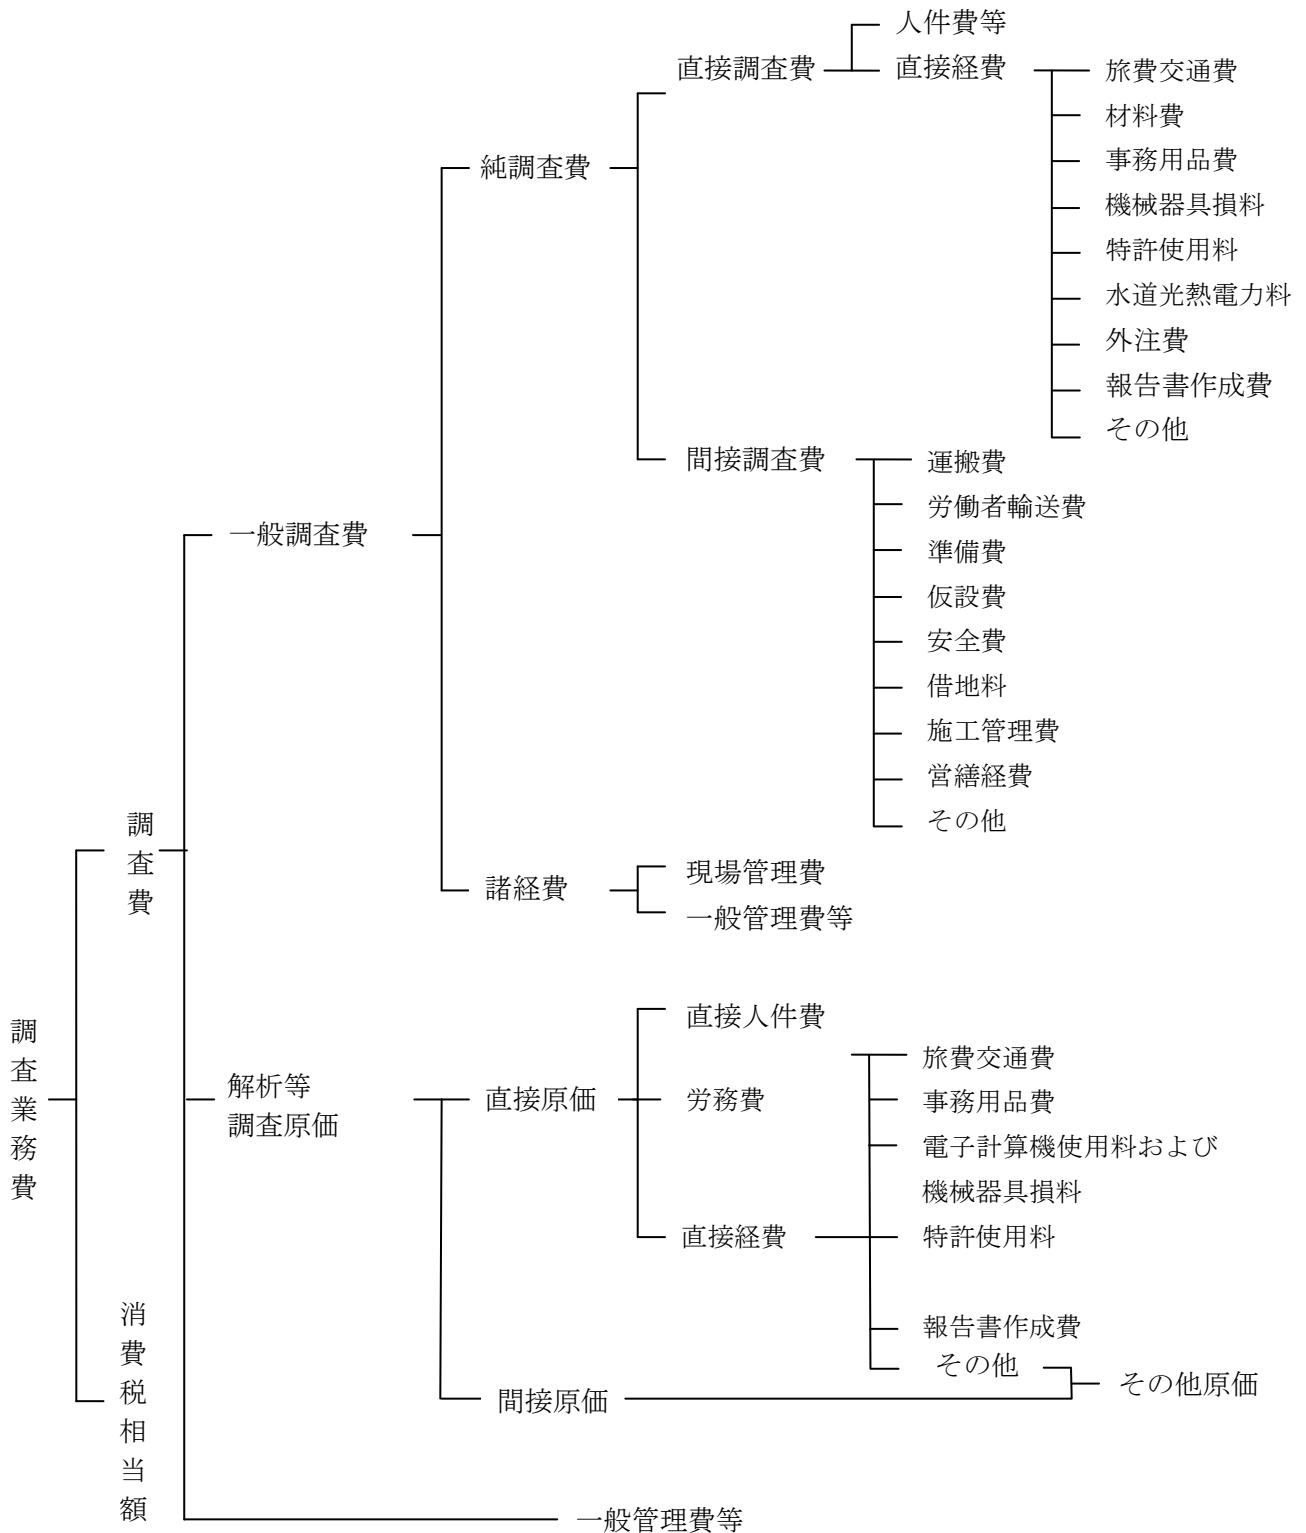 人件費等
直接調査費
直接経費
旅費交通費
材料費
純調査費
事務用品費
機械器具損料
特許使用料
水道光熱電力料
外注費
報告書作成費
その他
間接調査費
運搬費
労働者輸送費
一般調査費
準備費
仮設費
安全費
借地料
施工管理費
営繕経費
その他
調査費
諸経費
現場管理費
一般管理費等
調査業務費
直接人件費
旅費交通費
解析等
調査原価
直接原価
労務費
事務用品費
電子計算機使用料および
機械器具損料
直接経費
特許使用料
報告書作成費
その他
その他原価
間接原価
消費税相当額
一般管理費等